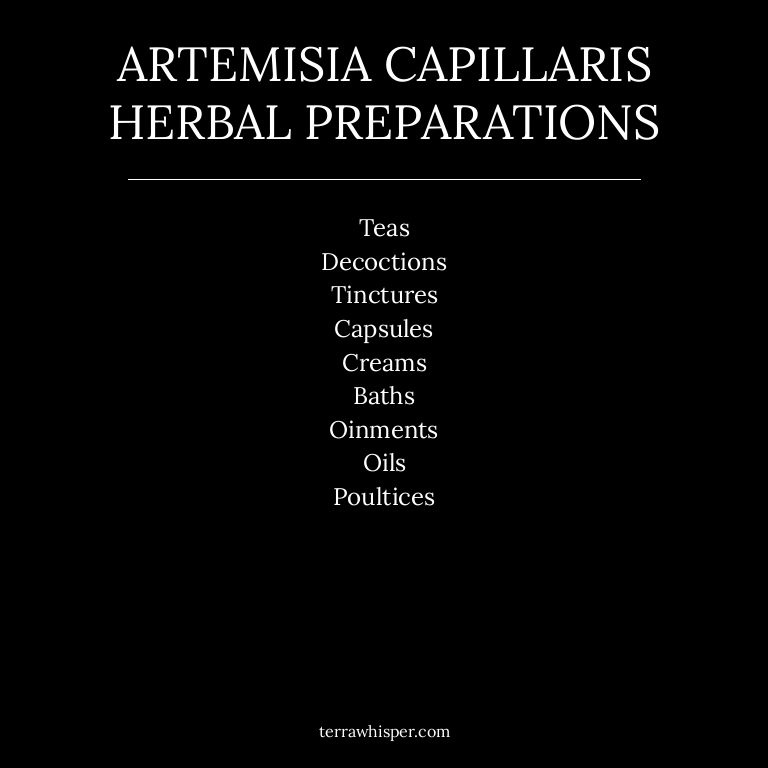 ARTEMISIA CAPILLARIS
HERBAL PREPARATIONS
Teas
Decoctions
Tinctures
Capsules
Creams
Baths
Oinments
Oils
Poultices
terrawhisper.com